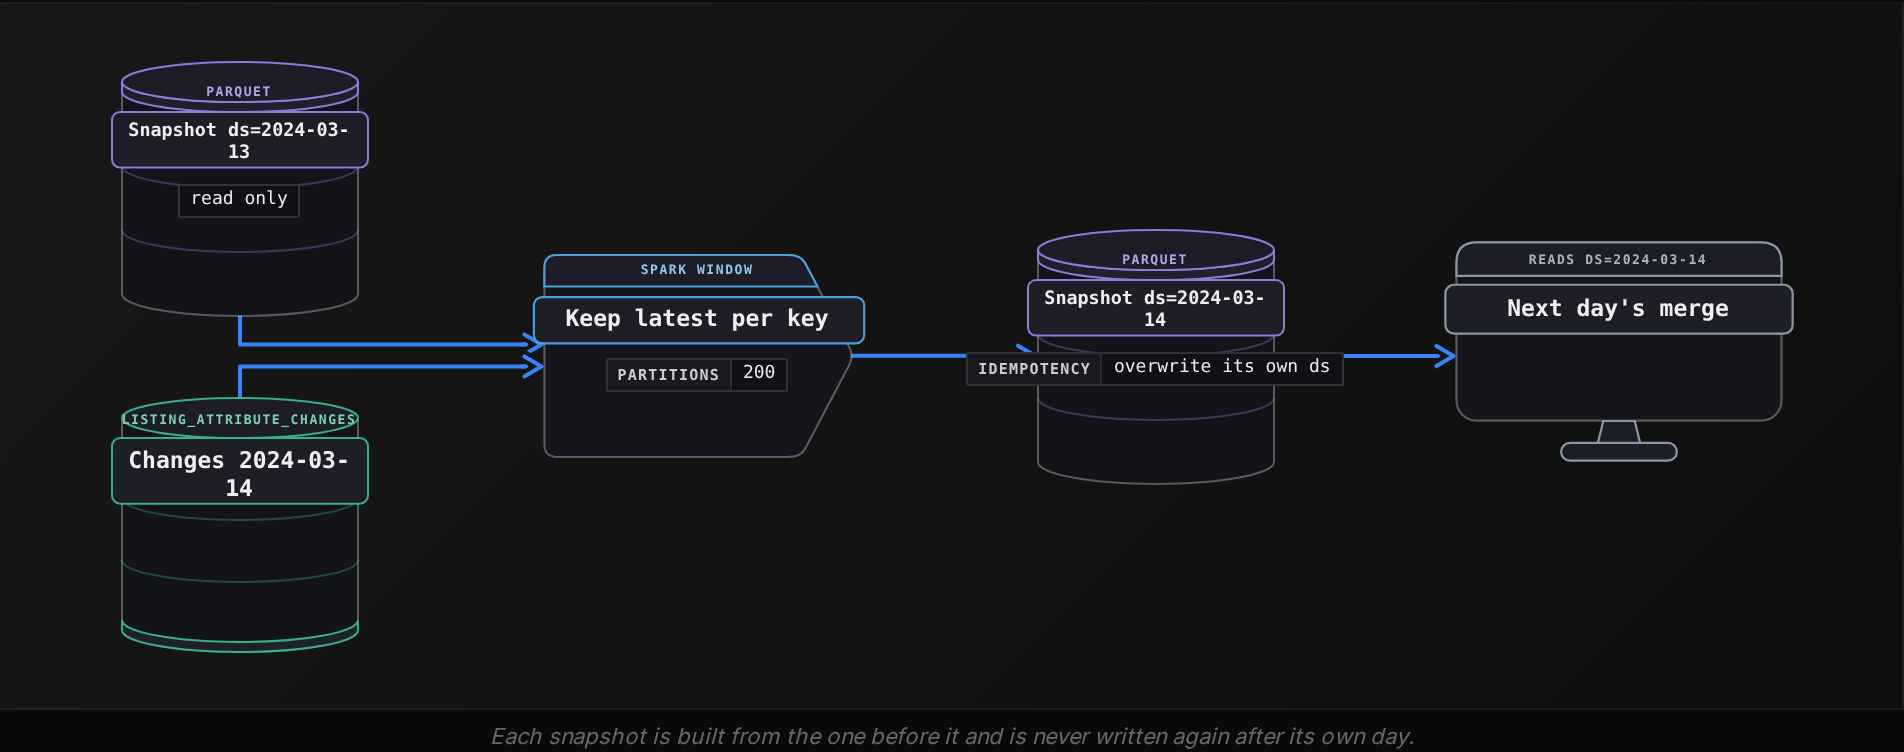 PARQUET
Snapshot ds=2024-03-
13
read only
LISTING_ATTRIBUTE_CHANGES
Changes 2024-03-
14
SPARK WINDOW
Keep latest per key
PARTITIONS 200
PARQUET
Snapshot ds=2024-03-
14
IDEMPOTENCY overwrite its own ds
READS DS=2024-03-14
Next day's merge
Each snapshot is built from the one before it and is never written again after its own day.